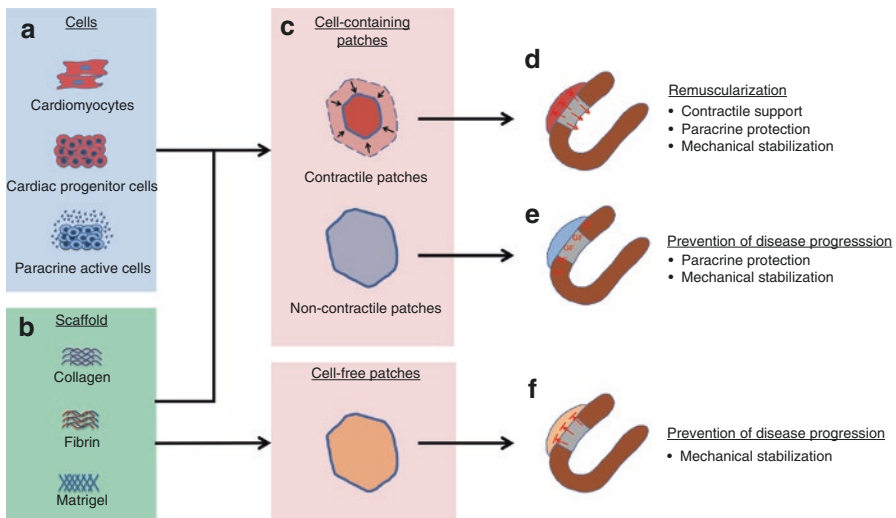 a
Cells
Cardiomyocytes
Cardiac progenitor cells
Paracrine active cells
b
Scaffold
Collagen
Fibrin
Matrigel
c
Cell-containing
patches
Contractile patches
Non-contractile patches
Cell-free patches
d
Remuscularization
• Contractile support
• Paracrine protection
• Mechanical stabilization
e
GF
GF
Prevention of disease progresssion
• Paracrine protection
• Mechanical stabilization
f
Prevention of disease progression
• Mechanical stabilization